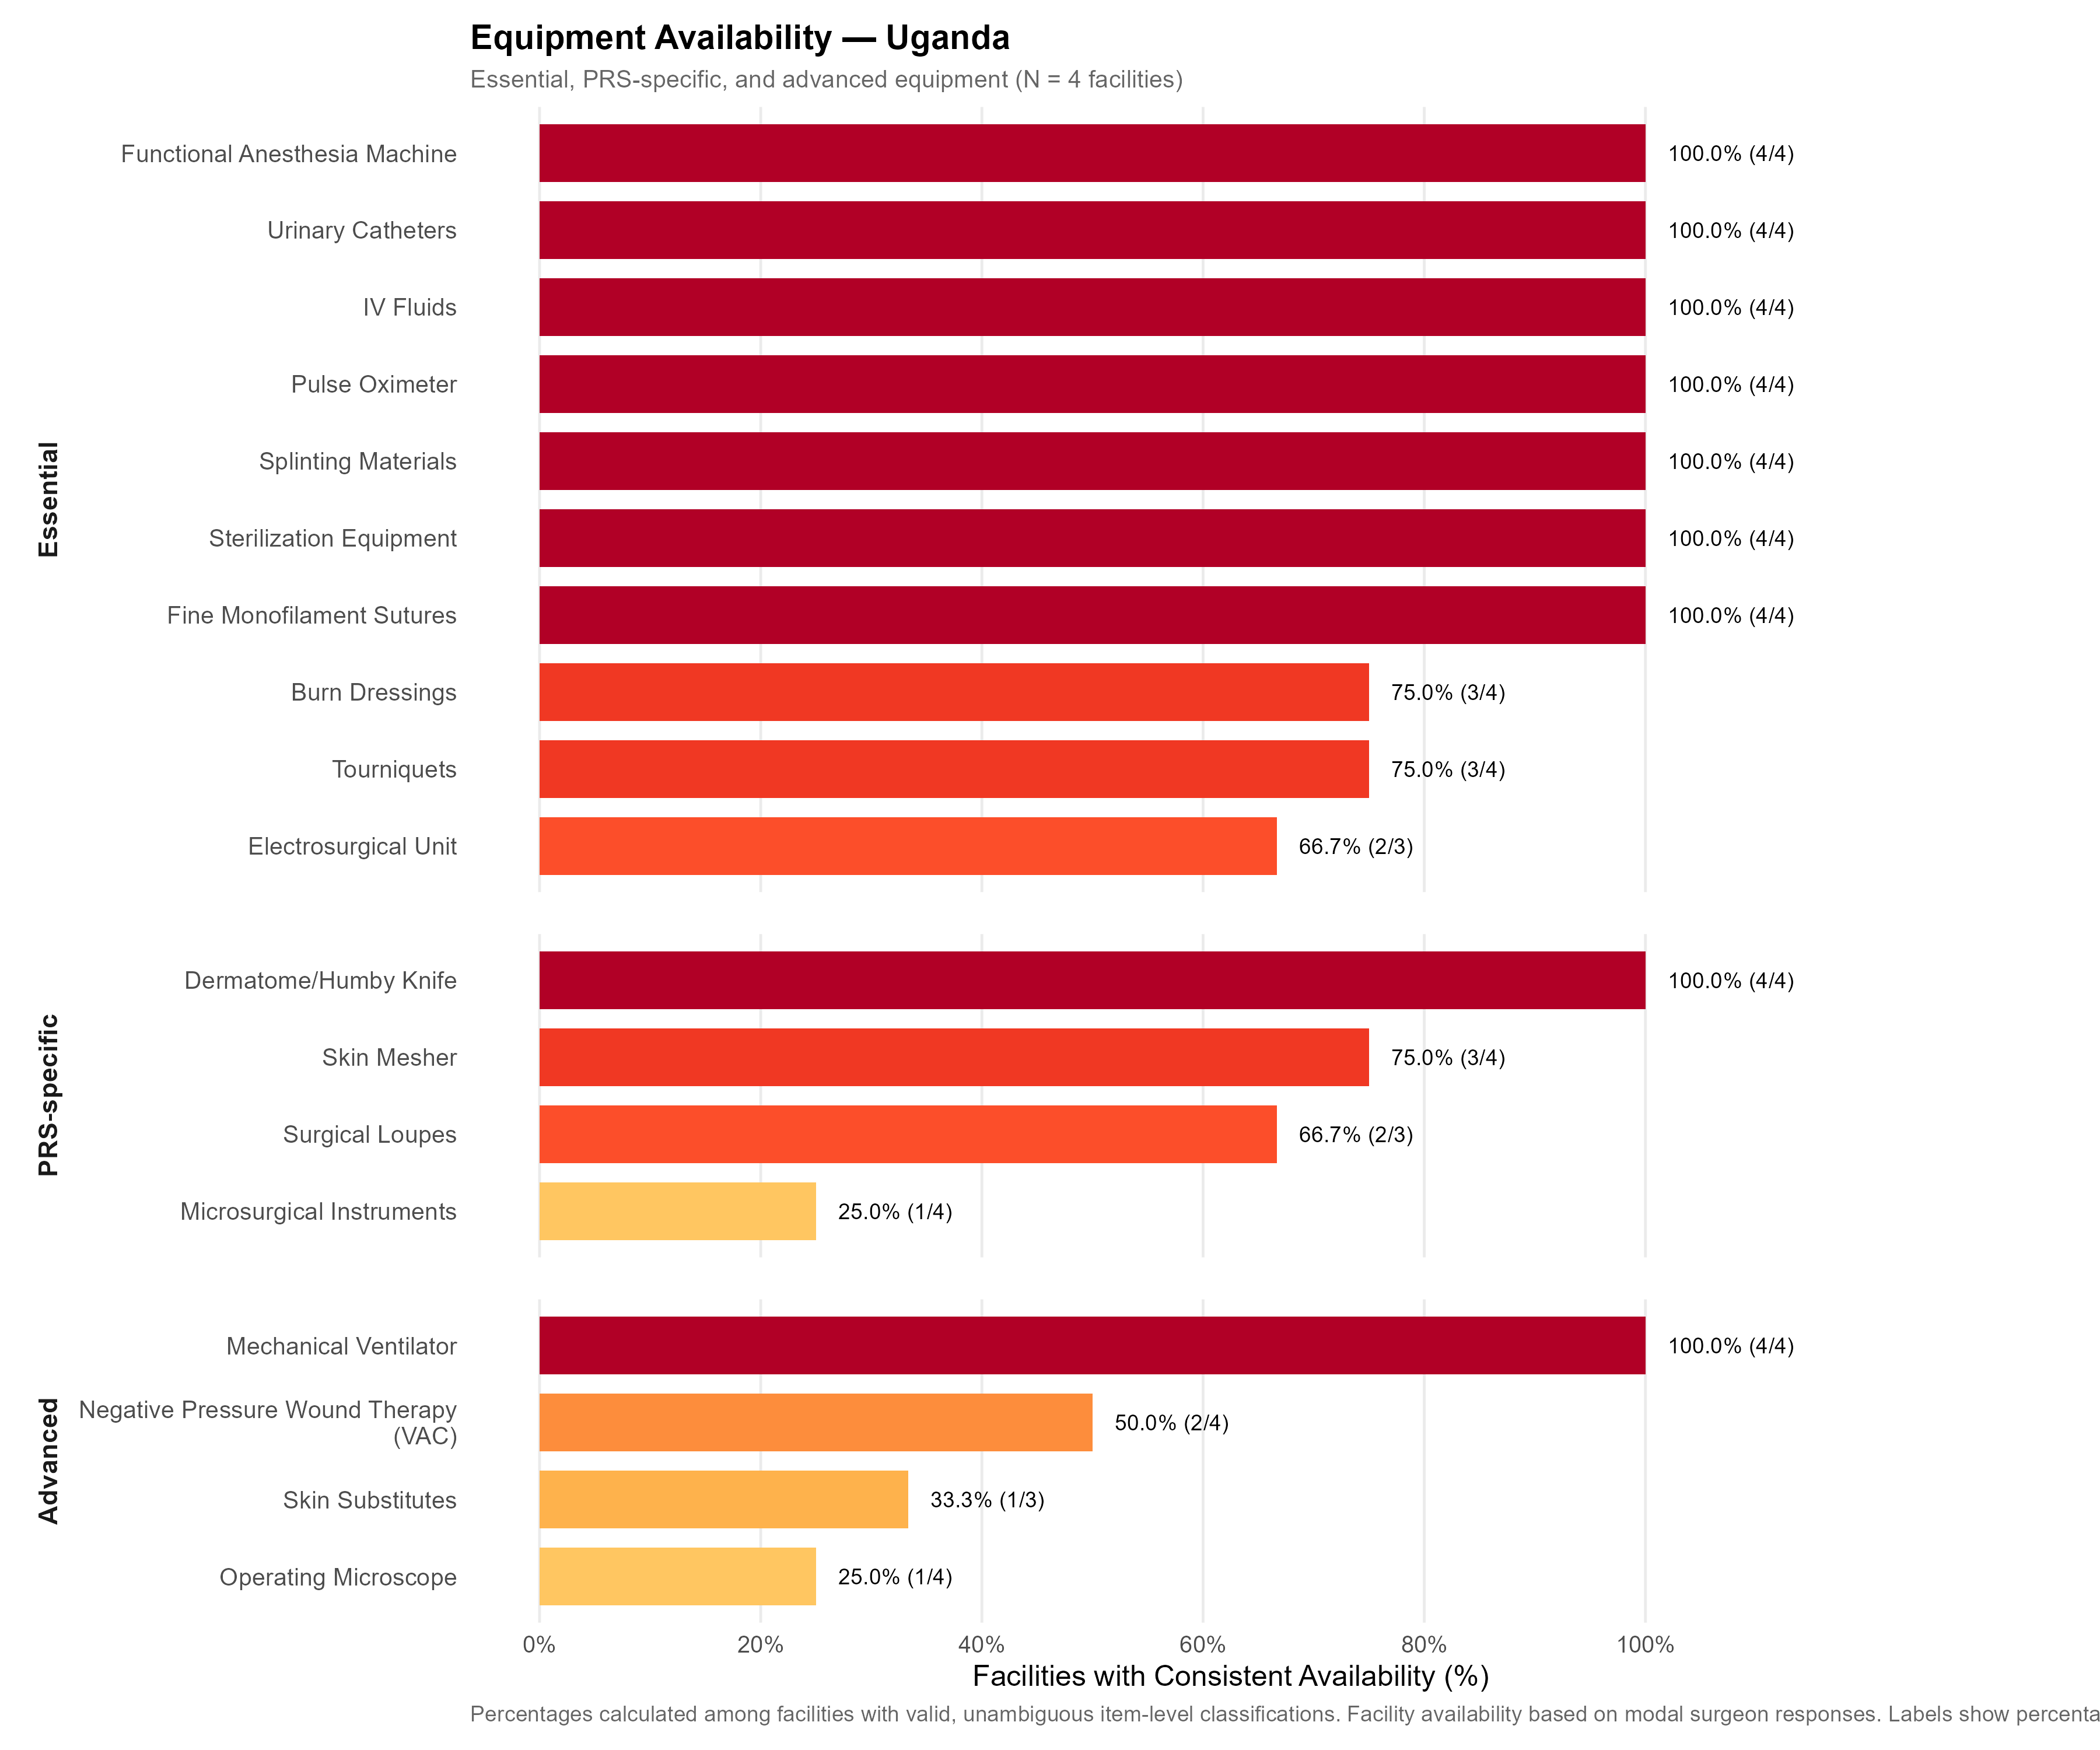 Equipment Availability — Uganda
Essential, PRS-specific, and advanced equipment (N = 4 facilities)
Essential
Functional Anesthesia Machine 100.0% (4/4)
Urinary Catheters 100.0% (4/4)
IV Fluids 100.0% (4/4)
Pulse Oximeter 100.0% (4/4)
Splinting Materials 100.0% (4/4)
Sterilization Equipment 100.0% (4/4)
Fine Monofilament Sutures 100.0% (4/4)
Burn Dressings 75.0% (3/4)
Tourniquets 75.0% (3/4)
Electrosurgical Unit 66.7% (2/3)
PRS-specific
Dermatome/Humby Knife 100.0% (4/4)
Skin Mesher 75.0% (3/4)
Surgical Loupes 66.7% (2/3)
Microsurgical Instruments 25.0% (1/4)
Advanced
Mechanical Ventilator 100.0% (4/4)
Negative Pressure Wound Therapy
(VAC) 50.0% (2/4)
Skin Substitutes 33.3% (1/3)
Operating Microscope 25.0% (1/4)
0% 20% 40% 60% 80% 100%
Facilities with Consistent Availability (%)
Percentages calculated among facilities with valid, unambiguous item-level classifications. Facility availability based on modal surgeon responses. Labels show